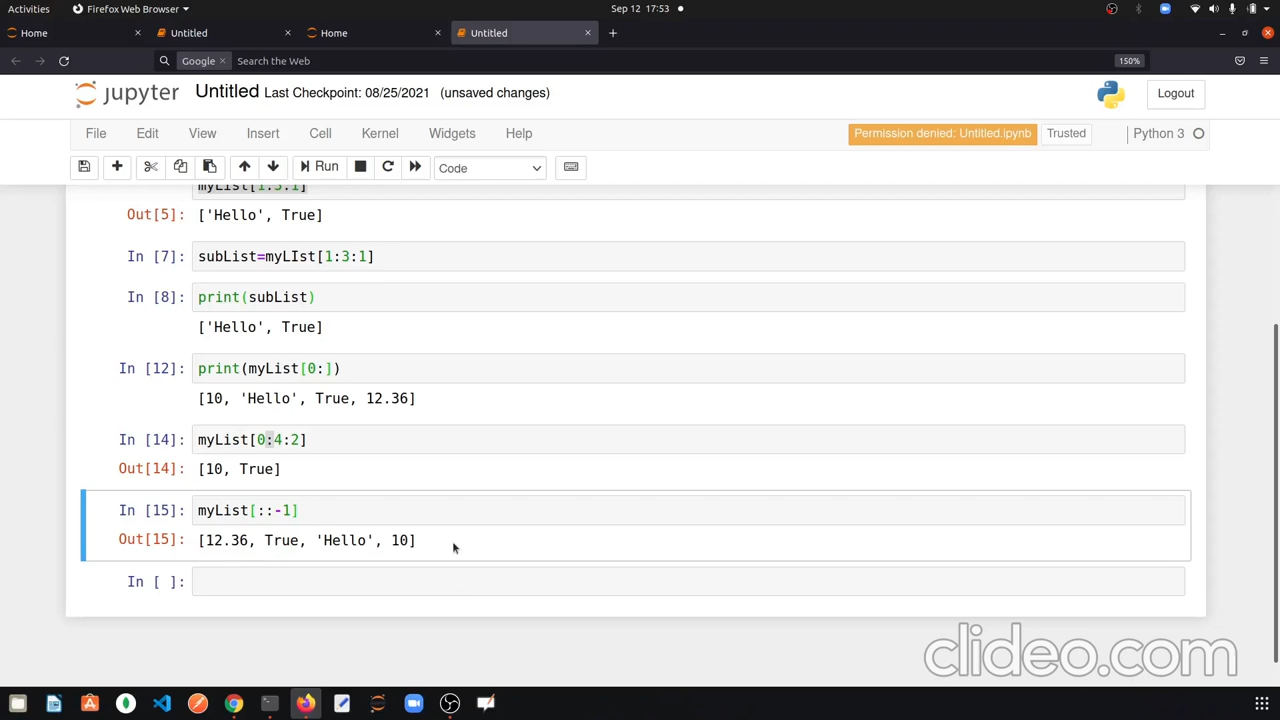 Activities
Firefox Web Browser
Sep 12 17:53
Home
Untitled
Home
Untitled
Google
Search the Web
150%
jupyter
Untitled Last Checkpoint: 08/25/2021 (unsaved changes)
Logout
File Edit View Insert Cell Kernel Widgets Help
Permission denied: Untitled.ipynb
Trusted
Python 3
Run
Code
myList[1:3:1]
Out[5]: ['Hello', True]
In [7]: subList=myLIst[1:3:1]
In [8]: print(subList)
['Hello', True]
In [12]: print(myList[0:])
[10, 'Hello', True, 12.36]
In [14]: myList[0:4:2]
Out[14]: [10, True]
In [15]: myList[::-1]
Out[15]: [12.36, True, 'Hello', 10]
In [ ]:
clideo.com